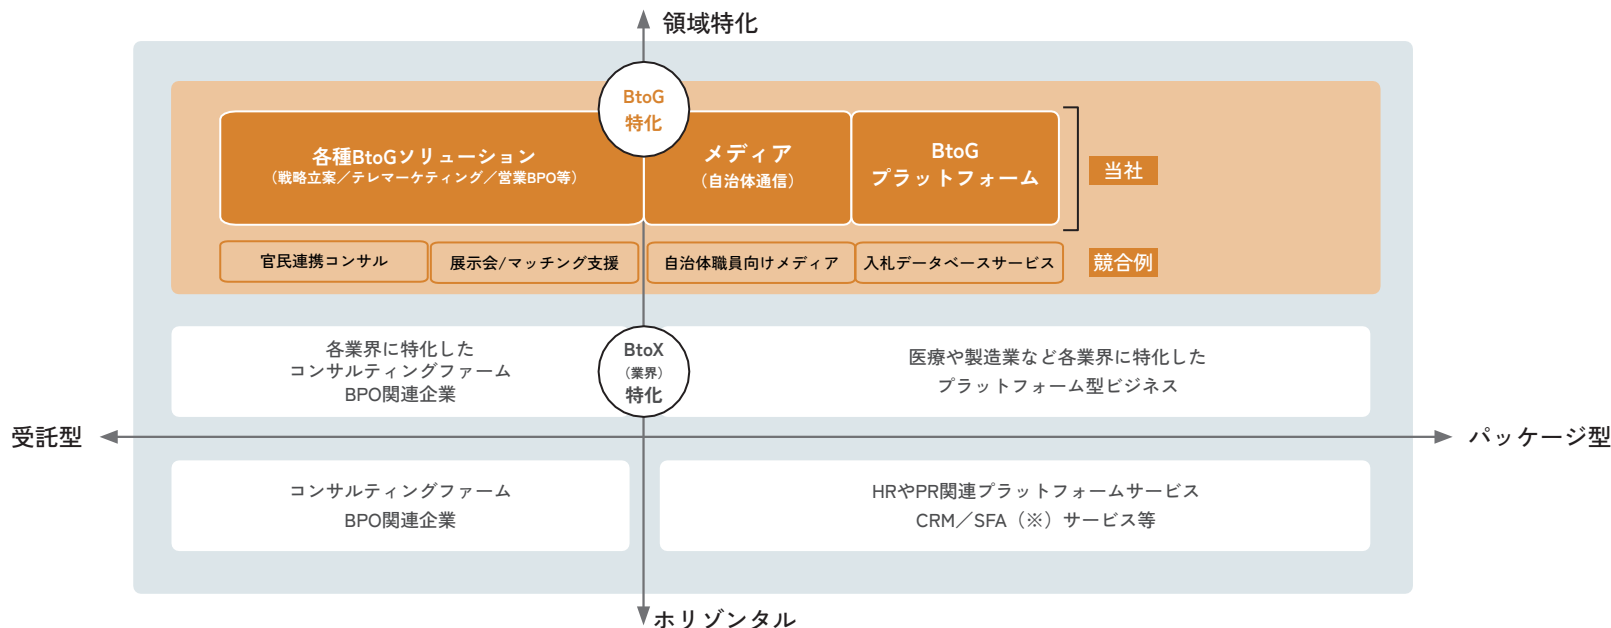 領域特化
BtoG
特化
各種BtoGソリューション
（戦略立案／テレマーケティング／営業BPO等）
メディア
（自治体通信）
BtoG
プラットフォーム
当社
官民連携コンサル
展示会/マッチング支援
自治体職員向けメディア
入札データベースサービス
競合例
各業界に特化した
コンサルティングファーム
BPO関連企業
BtoX
（業界）
特化
医療や製造業など各業界に特化した
プラットフォーム型ビジネス
受託型
パッケージ型
コンサルティングファーム
BPO関連企業
HRやPR関連プラットフォームサービス
CRM／SFA（※）サービス等
ホリゾンタル